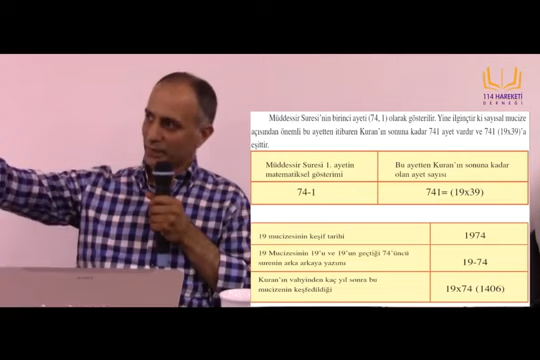 114 HAREKETİ
DERNEĞİ
Müddessir Suresi'nin birinci ayeti (74, 1) olarak gösterilir. Yine ilginçtir ki sayısal mucize
açısından önemli bu ayetten itibaren Kuran'ın sonuna kadar 741 ayet vardır ve 741 (19x39)'a
eşittir.
Müddessir Suresi 1. ayetin
matematiksel gösterimi
Bu ayetten Kuran'ın sonuna kadar
olan ayet sayısı
74-1
741= (19x39)
19 mucizesinin keşif tarihi
1974
19 Mucizesinin 19'u ve 19'un geçtiği 74'üncü
surenin arka arkaya yazımı
19-74
Kuran'ın vahyinden kaç yıl sonra bu
mucizenin keşfedildiği
19x74 (1406)